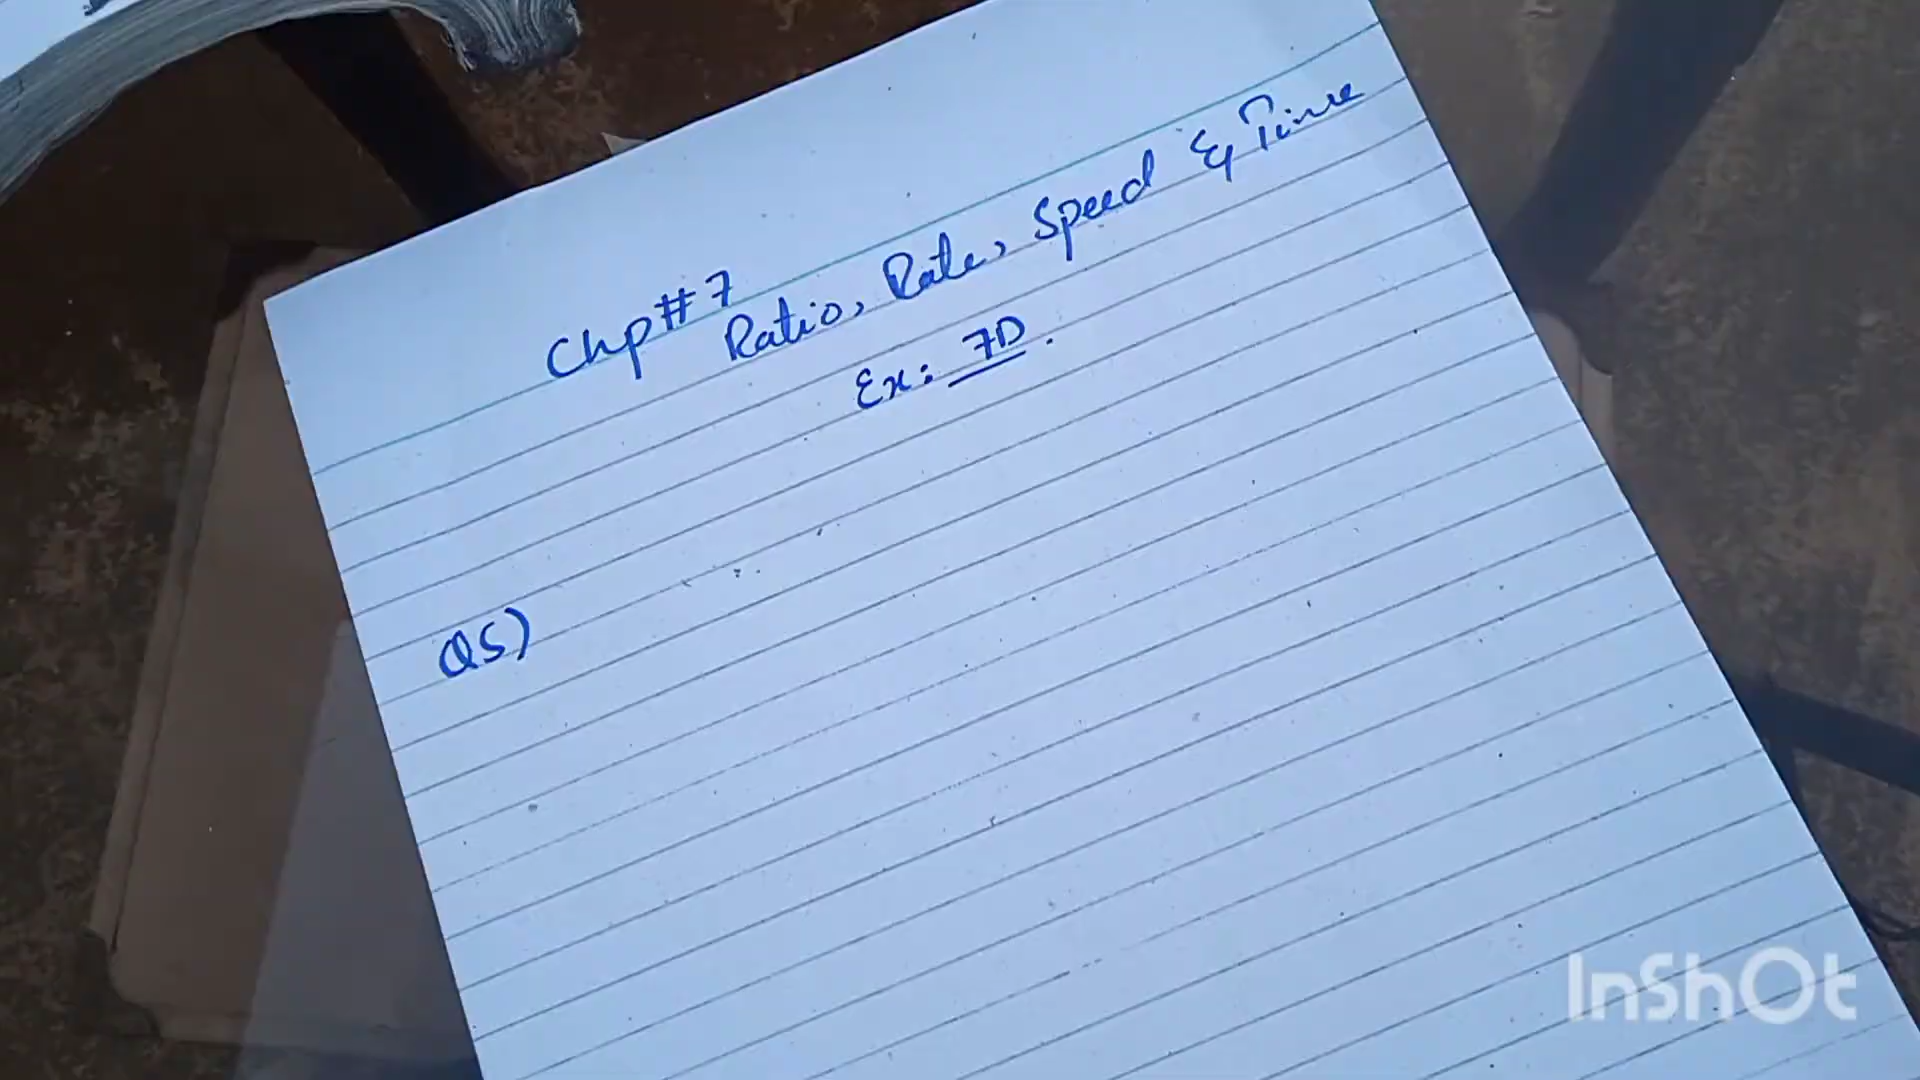 Chp#7
Ratio, Rate, Speed & Time
Ex: 7D.
Q5)
InShOt